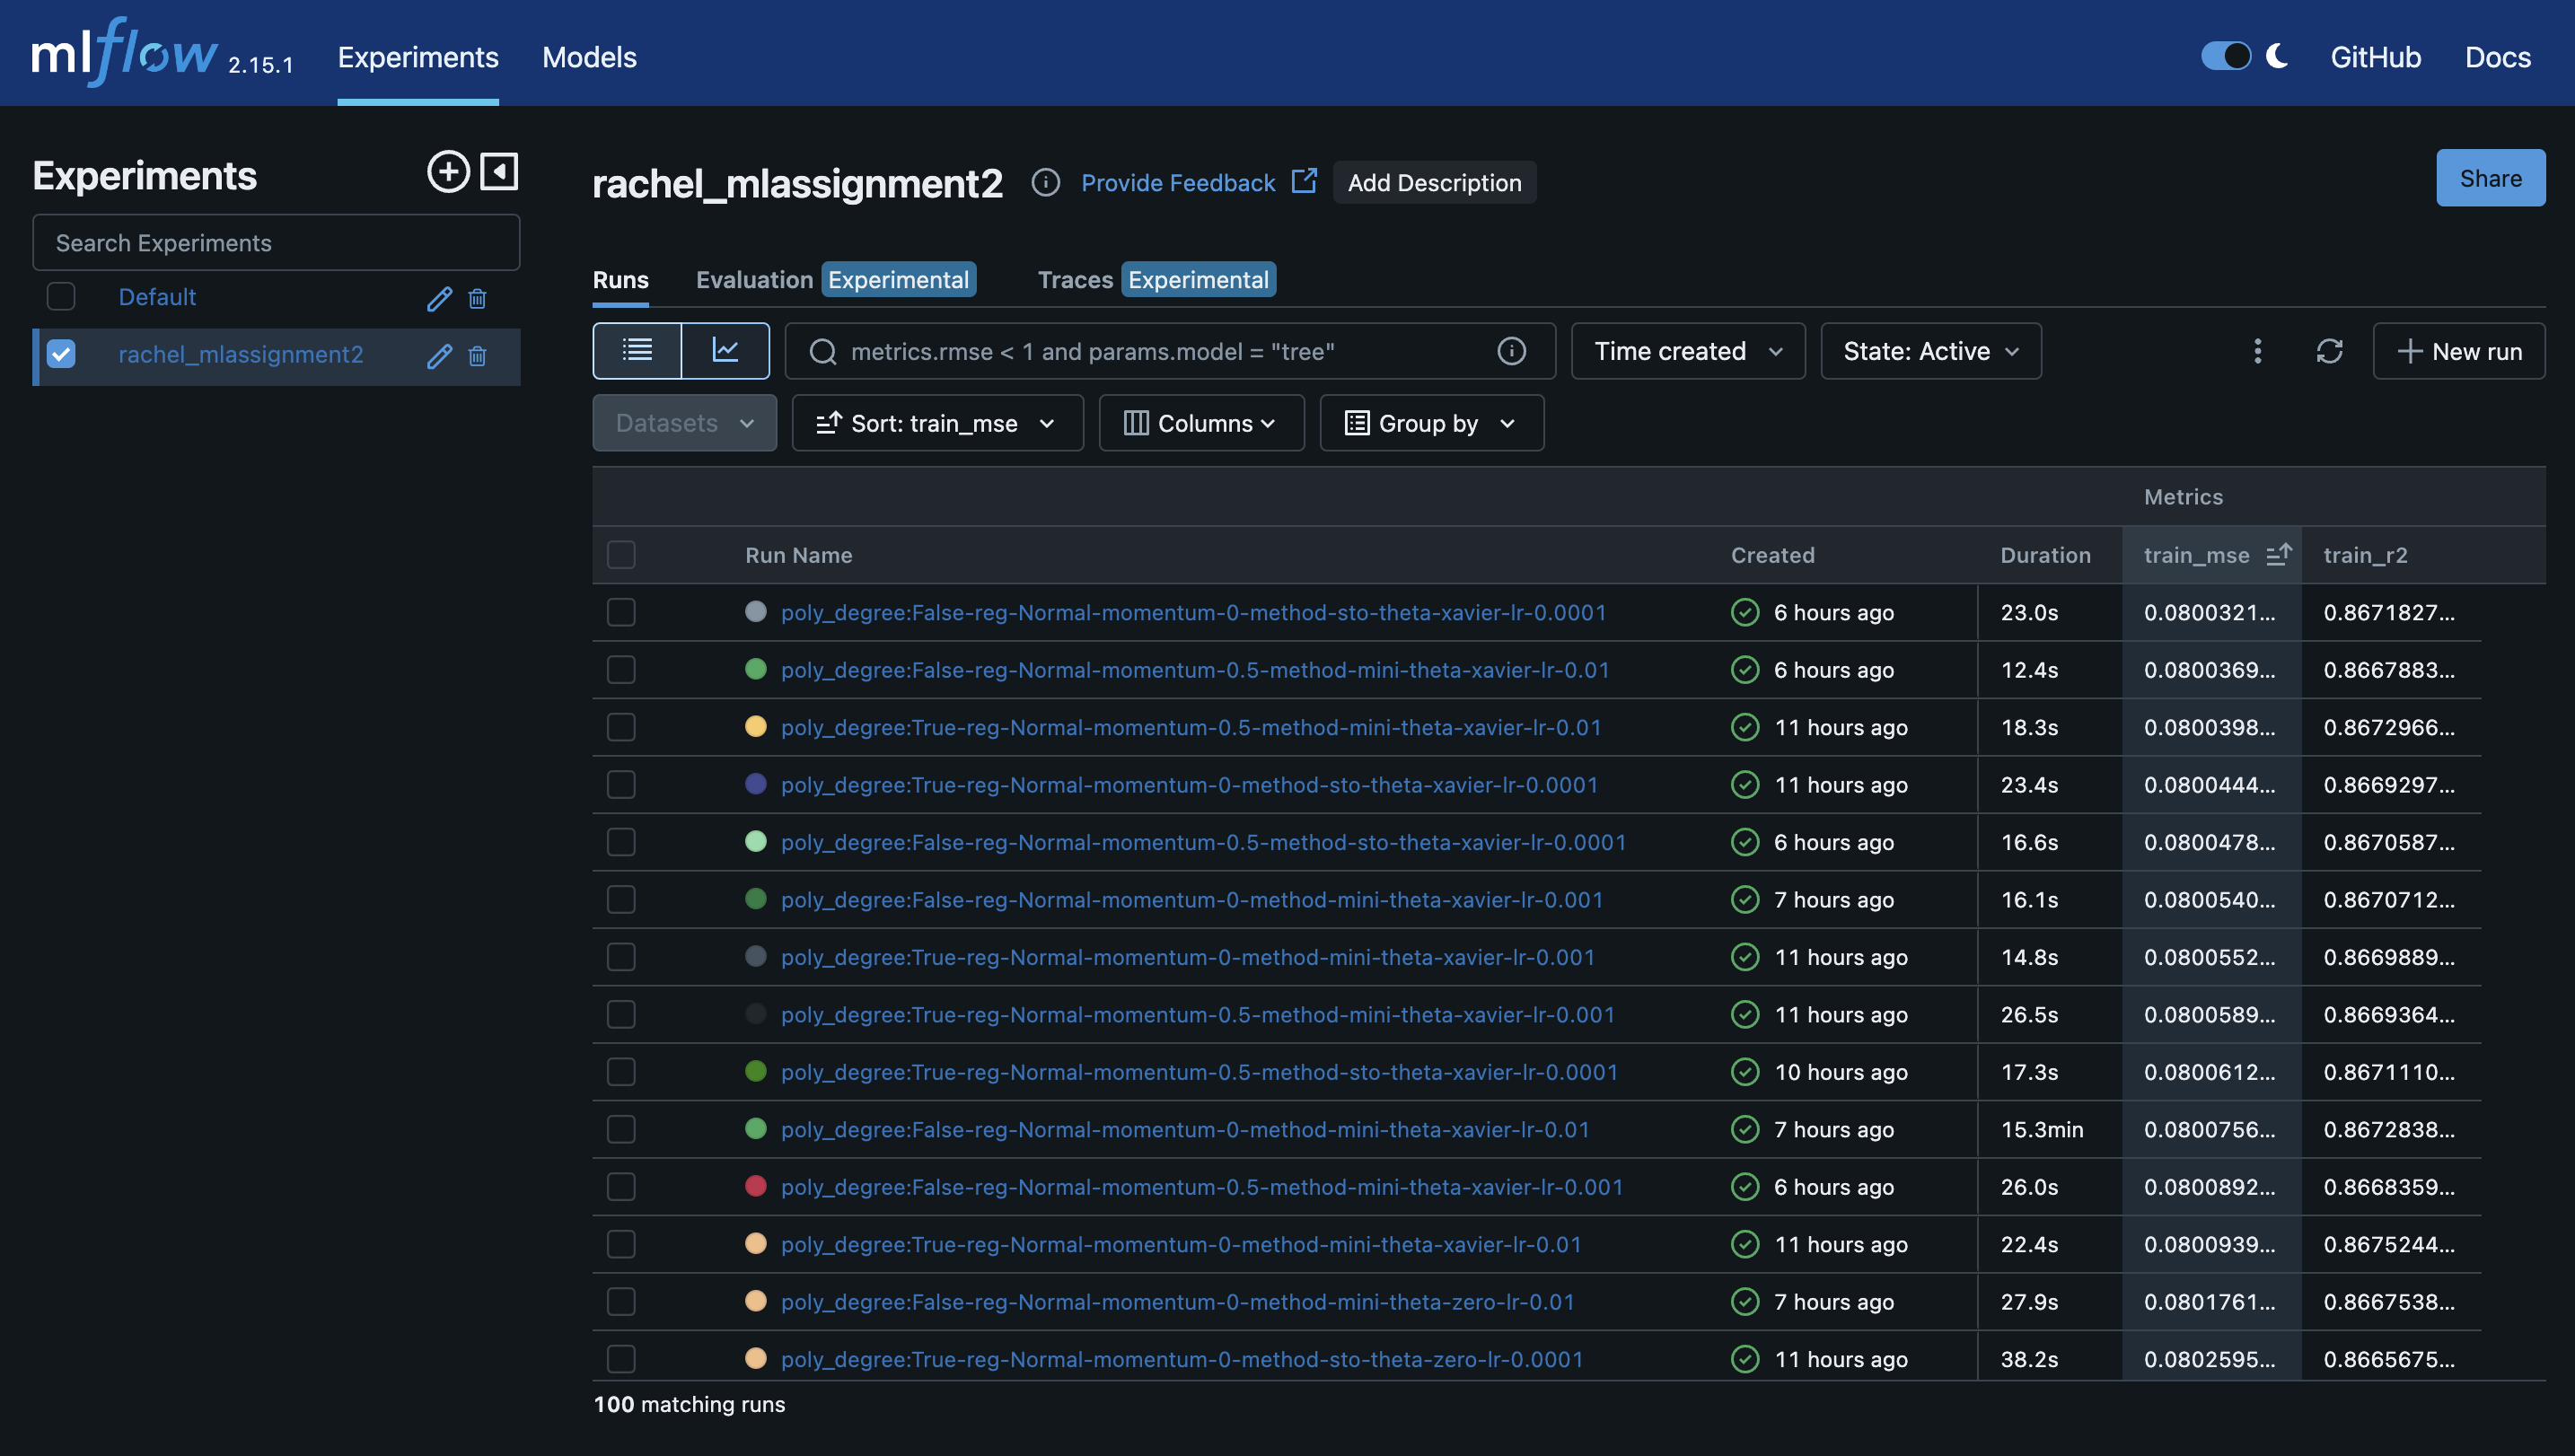 mlflow 2.15.1 Experiments Models GitHub Docs
Experiments
Search Experiments
Default
rachel_mlassignment2
rachel_mlassignment2 Provide Feedback Add Description Share
Runs Evaluation Experimental Traces Experimental
metrics.rmse < 1 and params.model = "tree" Time created State: Active New run
Datasets Sort: train_mse Columns Group by
Metrics
Run Name Created Duration train_mse train_r2
poly_degree:False-reg-Normal-momentum-0-method-sto-theta-xavier-lr-0.0001 6 hours ago 23.0s 0.0800321... 0.8671827...
poly_degree:False-reg-Normal-momentum-0.5-method-mini-theta-xavier-lr-0.01 6 hours ago 12.4s 0.0800369... 0.8667883...
poly_degree:True-reg-Normal-momentum-0.5-method-mini-theta-xavier-lr-0.01 11 hours ago 18.3s 0.0800398... 0.8672966...
poly_degree:True-reg-Normal-momentum-0-method-sto-theta-xavier-lr-0.0001 11 hours ago 23.4s 0.0800444... 0.8669297...
poly_degree:False-reg-Normal-momentum-0.5-method-sto-theta-xavier-lr-0.0001 6 hours ago 16.6s 0.0800478... 0.8670587...
poly_degree:False-reg-Normal-momentum-0-method-mini-theta-xavier-lr-0.001 7 hours ago 16.1s 0.0800540... 0.8670712...
poly_degree:True-reg-Normal-momentum-0-method-mini-theta-xavier-lr-0.001 11 hours ago 14.8s 0.0800552... 0.8669889...
poly_degree:True-reg-Normal-momentum-0.5-method-mini-theta-xavier-lr-0.001 11 hours ago 26.5s 0.0800589... 0.8669364...
poly_degree:True-reg-Normal-momentum-0.5-method-sto-theta-xavier-lr-0.0001 10 hours ago 17.3s 0.0800612... 0.8671110...
poly_degree:False-reg-Normal-momentum-0-method-mini-theta-xavier-lr-0.01 7 hours ago 15.3min 0.0800756... 0.8672838...
poly_degree:False-reg-Normal-momentum-0.5-method-mini-theta-xavier-lr-0.001 6 hours ago 26.0s 0.0800892... 0.8668359...
poly_degree:True-reg-Normal-momentum-0-method-mini-theta-xavier-lr-0.01 11 hours ago 22.4s 0.0800939... 0.8675244...
poly_degree:False-reg-Normal-momentum-0-method-mini-theta-zero-lr-0.01 7 hours ago 27.9s 0.0801761... 0.8667538...
poly_degree:True-reg-Normal-momentum-0-method-sto-theta-zero-lr-0.0001 11 hours ago 38.2s 0.0802595... 0.8665675...
100 matching runs